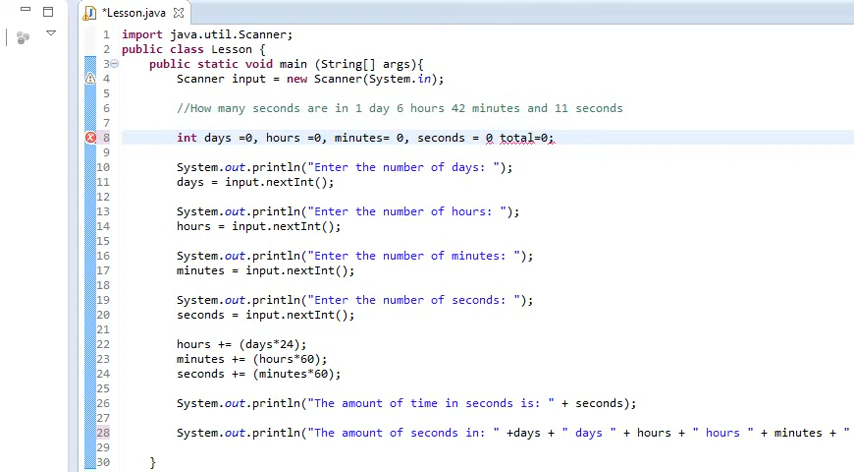 *Lesson.java
1 import java.util.Scanner;
2 public class Lesson {
3 public static void main (String[] args){
4 Scanner input = new Scanner(System.in);
5
6 //How many seconds are in 1 day 6 hours 42 minutes and 11 seconds
7
8 int days =0, hours =0, minutes= 0, seconds = 0 total=0;
9
10 System.out.println("Enter the number of days: ");
11 days = input.nextInt();
12
13 System.out.println("Enter the number of hours: ");
14 hours = input.nextInt();
15
16 System.out.println("Enter the number of minutes: ");
17 minutes = input.nextInt();
18
19 System.out.println("Enter the number of seconds: ");
20 seconds = input.nextInt();
21
22 hours += (days*24);
23 minutes += (hours*60);
24 seconds += (minutes*60);
25
26 System.out.println("The amount of time in seconds is: " + seconds);
27
28 System.out.println("The amount of seconds in: " +days + " days " + hours + " hours " + minutes + "
29
30 }